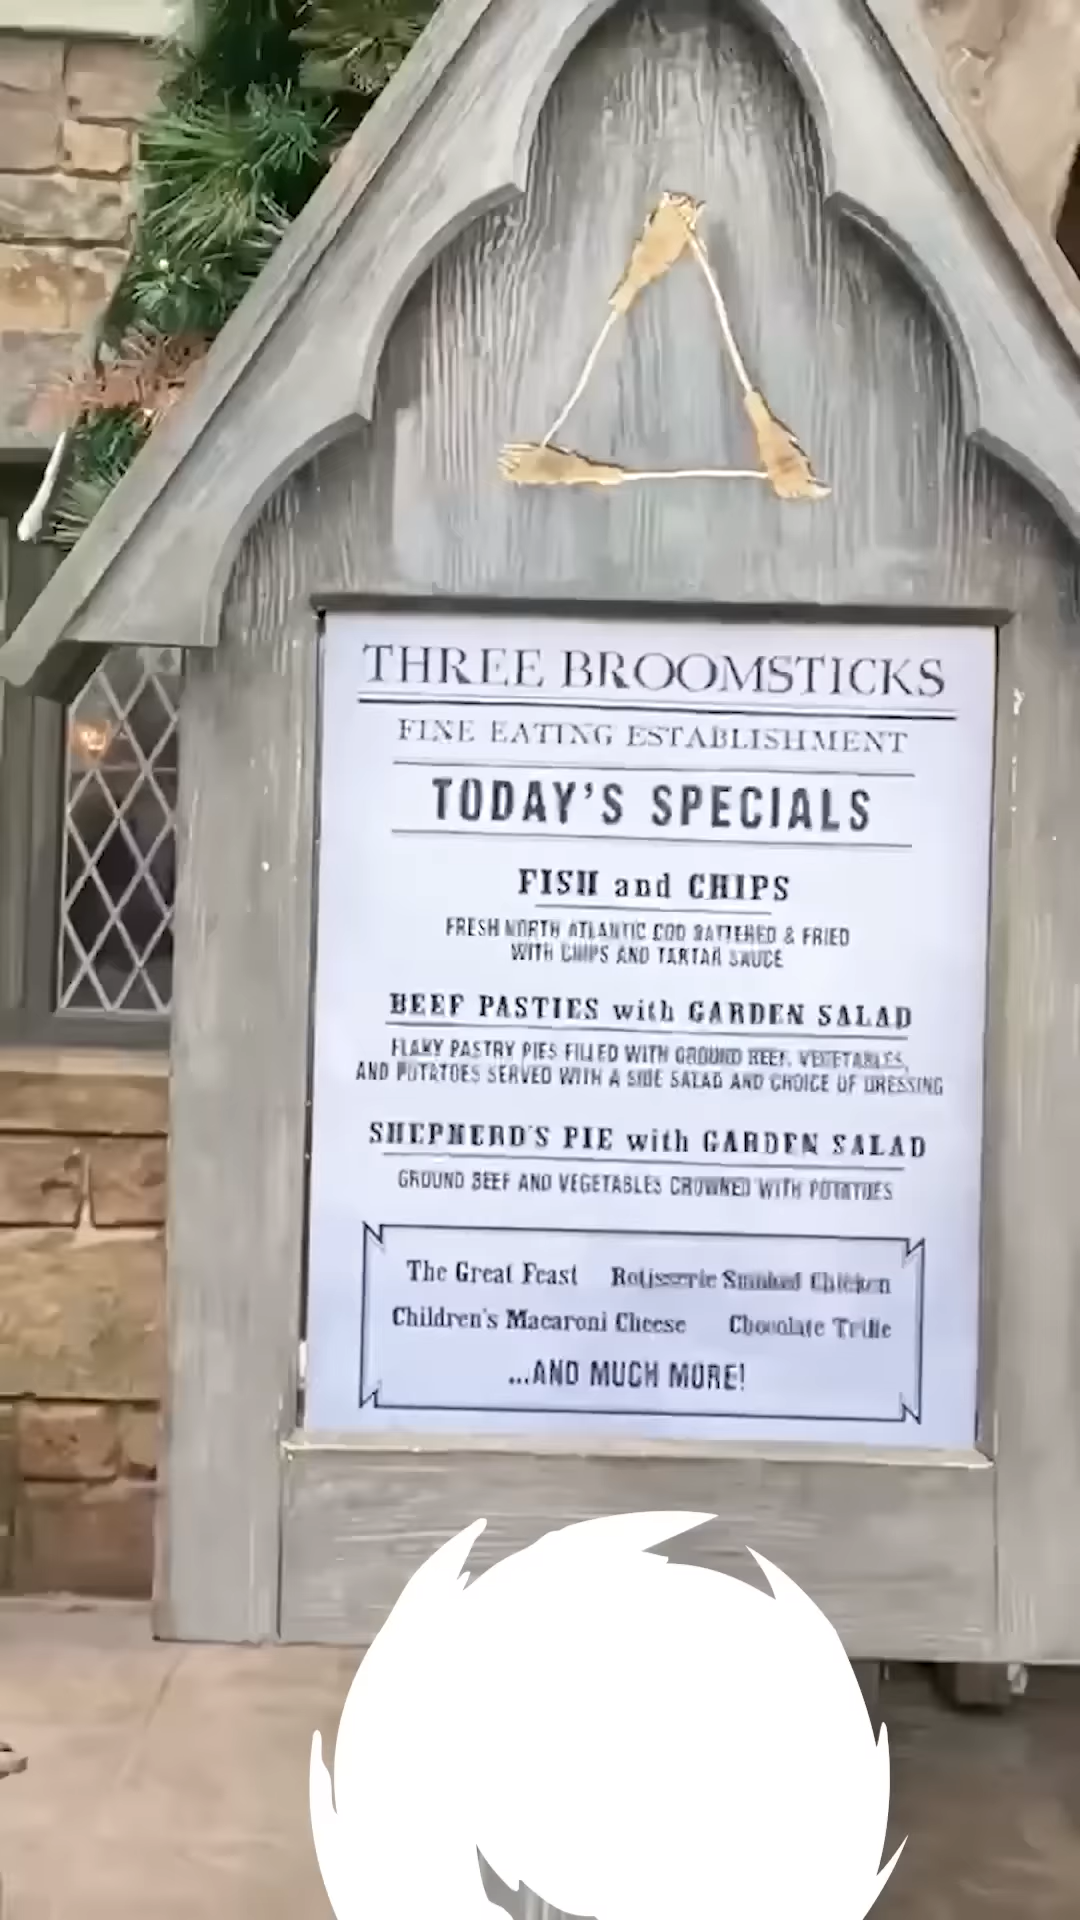 THREE BROOMSTICKS
FINE EATING ESTABLISHMENT
TODAY'S SPECIALS
FISH and CHIPS
FRESH NORTH ATLANTIC COD BATTERED & FRIED
WITH CHIPS AND TARTAR SAUCE
BEEF PASTIES with GARDEN SALAD
FLAKY PASTRY PIES FILLED WITH GROUND BEEF, VEGETABLES,
AND POTATOES SERVED WITH A SIDE SALAD AND CHOICE OF DRESSING
SHEPHERD'S PIE with GARDEN SALAD
GROUND BEEF AND VEGETABLES CROWNED WITH POTATOES
The Great Feast Rotisserie Smoked Chicken
Children's Macaroni Cheese Chocolate Trifle
...AND MUCH MORE!